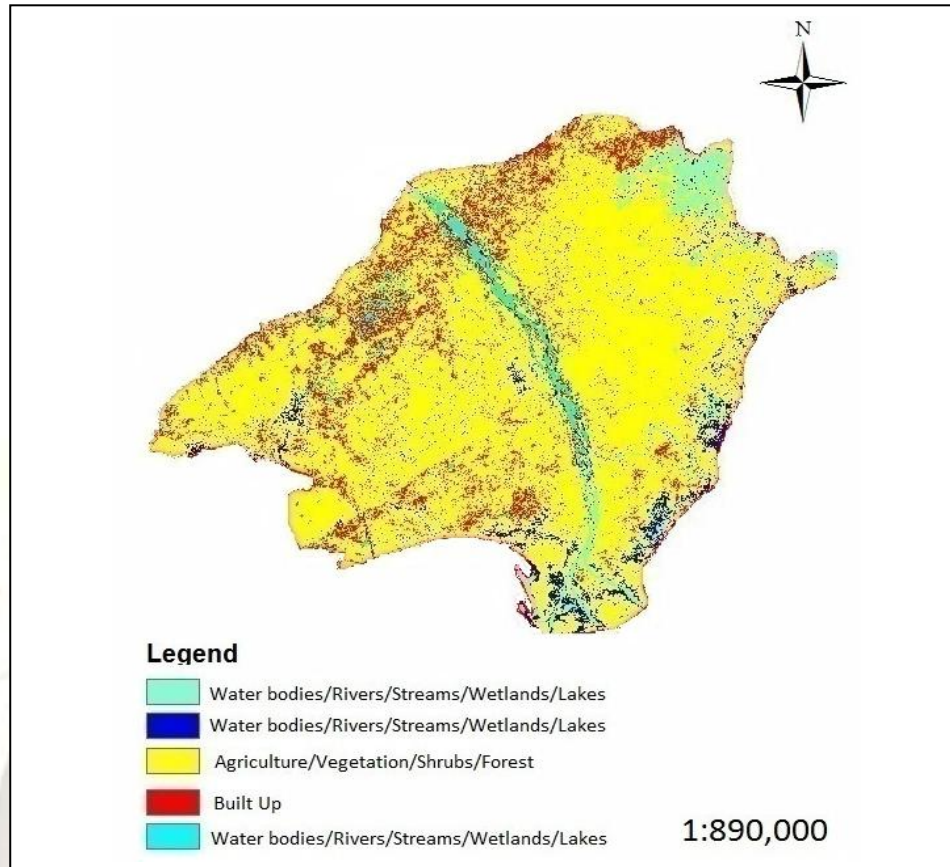 N
Legend
Water bodies/Rivers/Streams/Wetlands/Lakes
Water bodies/Rivers/Streams/Wetlands/Lakes
Agriculture/Vegetation/Shrubs/Forest
Built Up
Water bodies/Rivers/Streams/Wetlands/Lakes
1:890,000